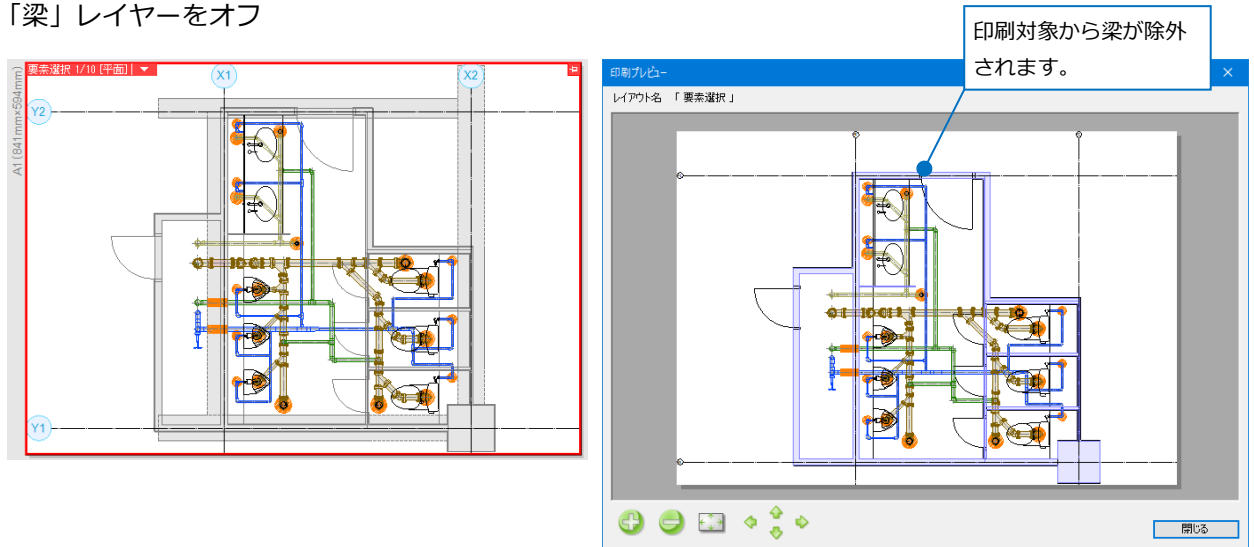 「梁」レイヤーをオフ
印刷対象から梁が除外
されます。
要素選択 1/10 [平面]
A1 (841mm×594mm)
X1
X2
Y2
Y1
印刷プレビュー
レイアウト名 「 要素選択 」
閉じる